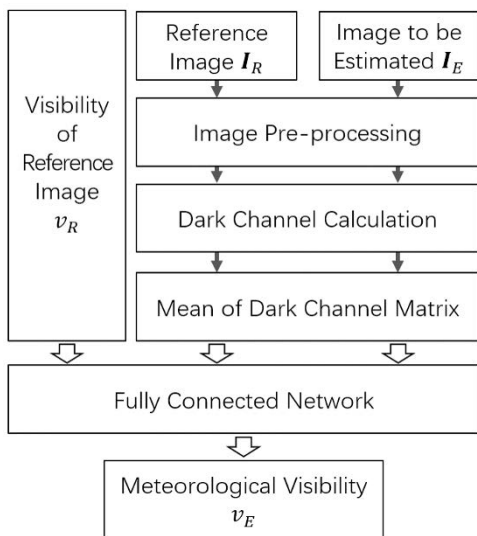 Visibility
of
Reference
Image
v_R
Reference
Image I_R
Image to be
Estimated I_E
Image Pre-processing
Dark Channel Calculation
Mean of Dark Channel Matrix
Fully Connected Network
Meteorological Visibility
v_E